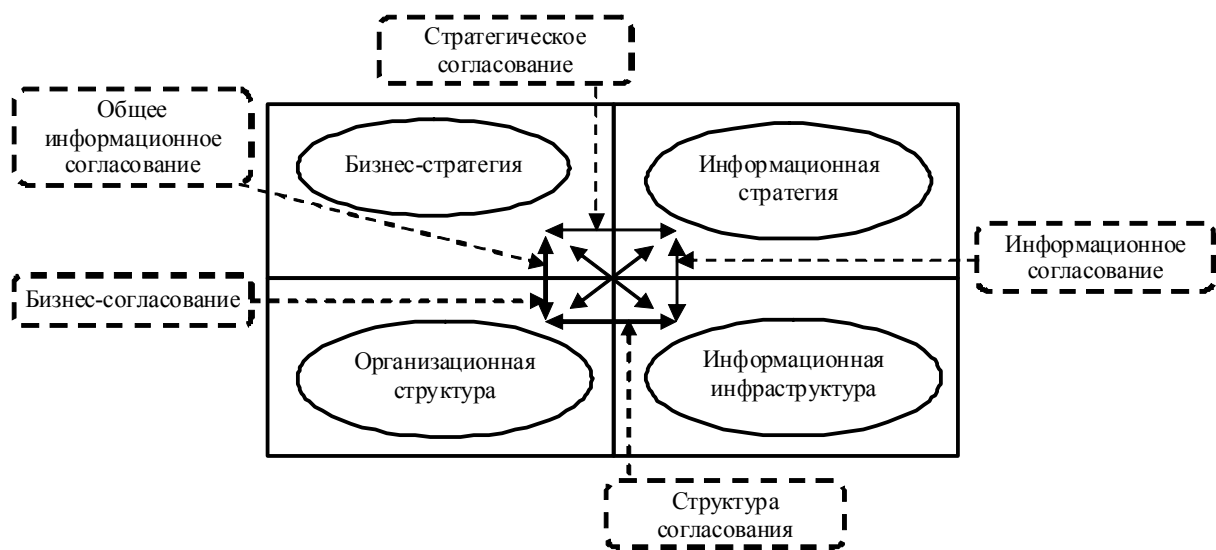 Стратегическое
согласование
Общее
информационное
согласование
Бизнес-стратегия
Информационная
стратегия
Информационное
согласование
Бизнес-согласование
Организационная
структура
Информационная
инфраструктура
Структура
согласования